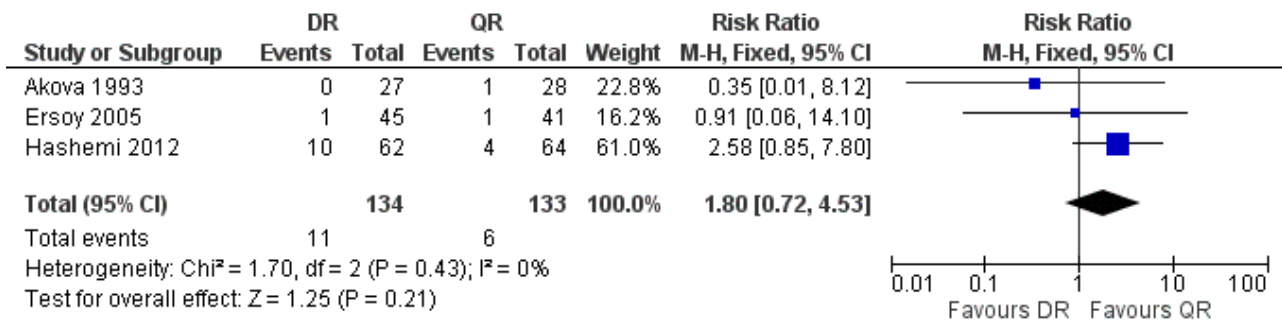 DR QR Risk Ratio Risk Ratio
Study or Subgroup Events Total Events Total Weight M-H, Fixed, 95% CI M-H, Fixed, 95% CI
Akova 1993 0 27 1 28 22.8% 0.35 [0.01, 8.12]
Ersoy 2005 1 45 1 41 16.2% 0.91 [0.06, 14.10]
Hashemi 2012 10 62 4 64 61.0% 2.58 [0.85, 7.80]
Total (95% CI) 134 133 100.0% 1.80 [0.72, 4.53]
Total events 11 6
Heterogeneity: Chi² = 1.70, df = 2 (P = 0.43); I² = 0%
Test for overall effect: Z = 1.25 (P = 0.21)
0.01 0.1 1 10 100
Favours DR Favours QR